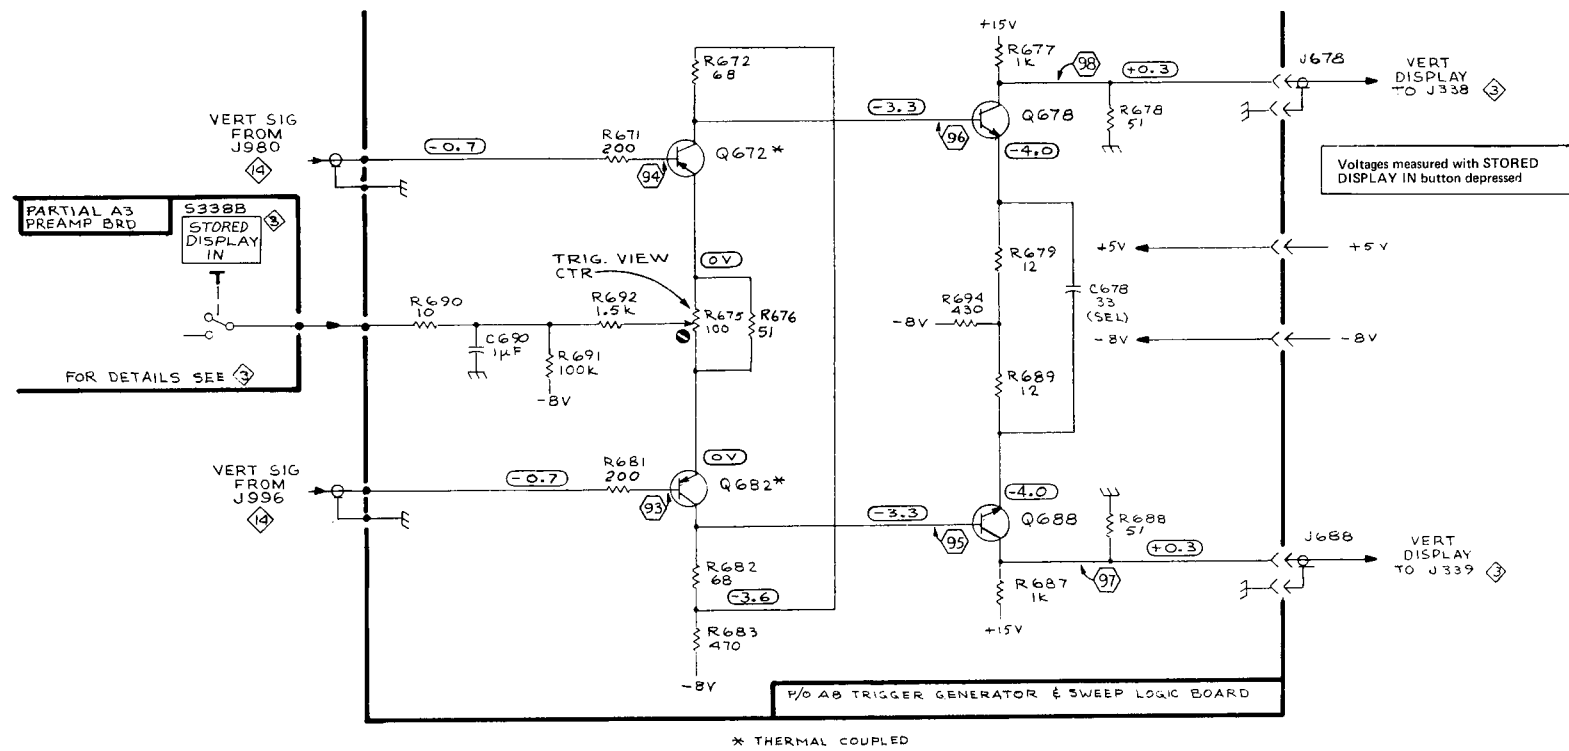 +15V
R672
68
R677
1K
98
+0.3
J678
VERT
DISPLAY
TO J338
3
-3.3
R678
51
VERT SIG
FROM
J980
14
-0.7
R671
200
Q672*
94
96
Q678
-4.0
Voltages measured with STORED
DISPLAY IN button depressed
PARTIAL A3
PREAMP BRD
S338B
3
STORED
DISPLAY
IN
TRIG. VIEW
CTR
0V
R679
12
+5V
+5V
R690
10
R692
1.5K
R675
100
R676
51
R694
430
-8V
C678
33
(SEL)
-8V
-8V
C690
1µF
R691
100K
-8V
R689
12
FOR DETAILS SEE 3
VERT SIG
FROM
J996
14
-0.7
R681
200
0V
Q682*
93
-3.3
95
-4.0
Q688
R688
51
+0.3
J688
VERT
DISPLAY
TO J339
3
R682
68
-3.6
97
R687
1K
+15V
R683
470
-8V
P/O A8 TRIGGER GENERATOR & SWEEP LOGIC BOARD
* THERMAL COUPLED